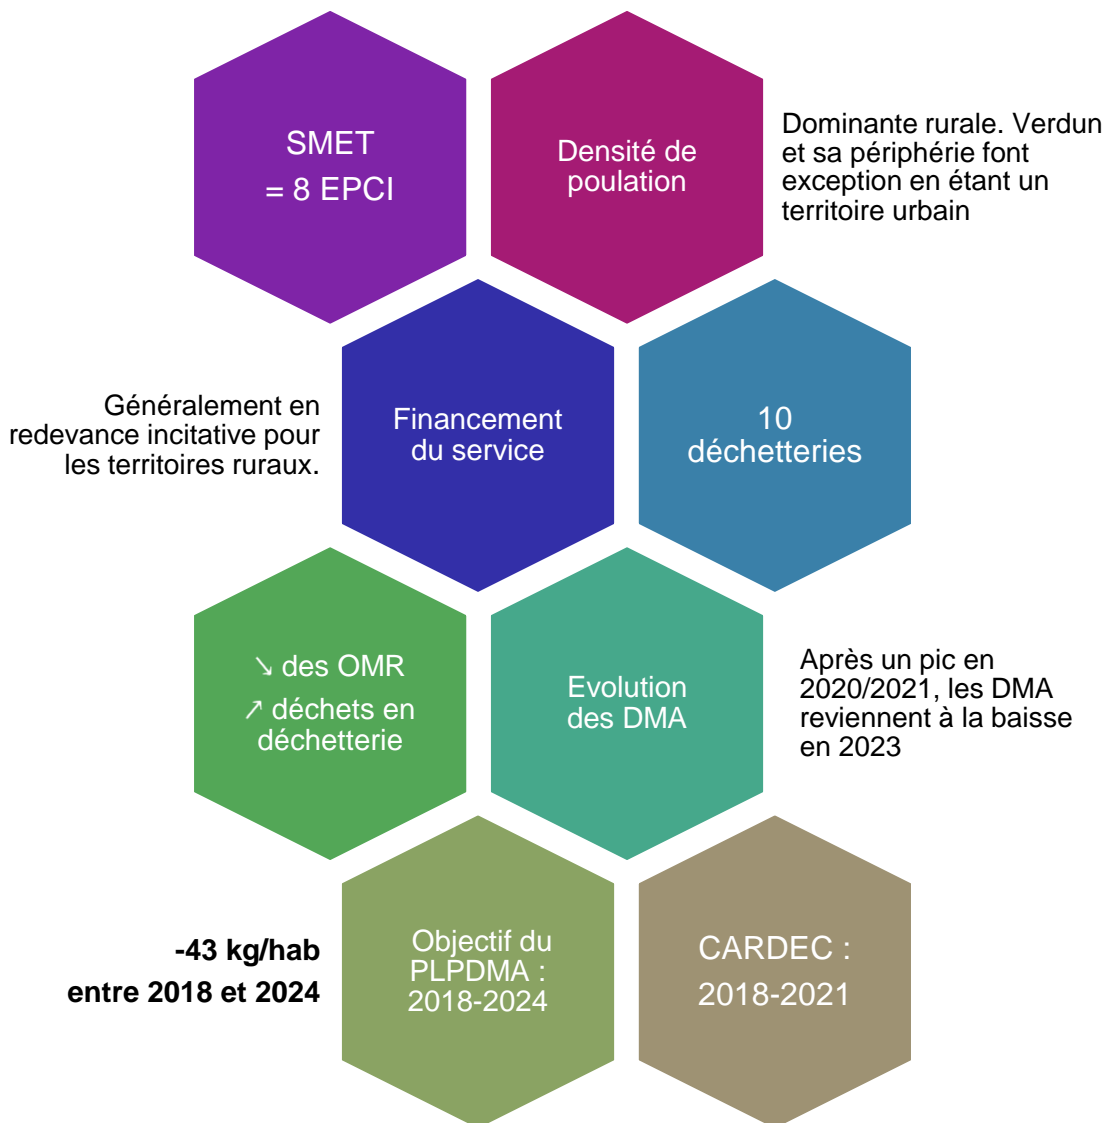 SMET
= 8 EPCI
Densité de
poulation
Dominante rurale. Verdun
et sa périphérie font
exception en étant un
territoire urbain
Généralement en
redevance incitative pour
les territoires ruraux.
Financement
du service
10
déchetteries
↘ des OMR
↗ déchets en
déchetterie
Evolution
des DMA
Après un pic en
2020/2021, les DMA
reviennent à la baisse
en 2023
-43 kg/hab
entre 2018 et 2024
Objectif du
PLPDMA :
2018-2024
CARDEC :
2018-2021